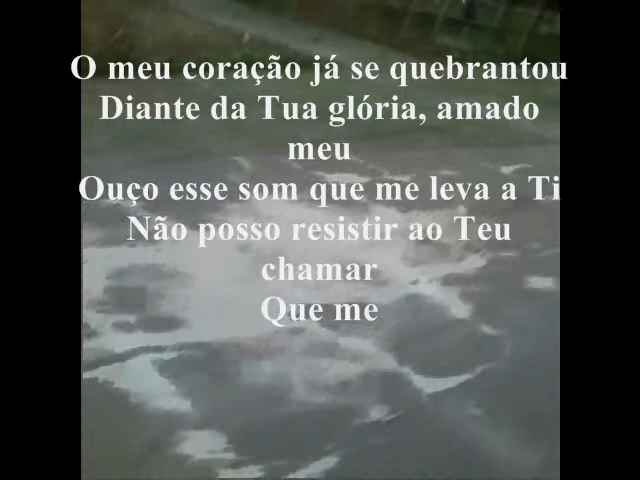 O meu coração já se quebrantou
Diante da Tua glória, amado
meu
Ouço esse som que me leva a Ti
Não posso resistir ao Teu
chamar
Que me